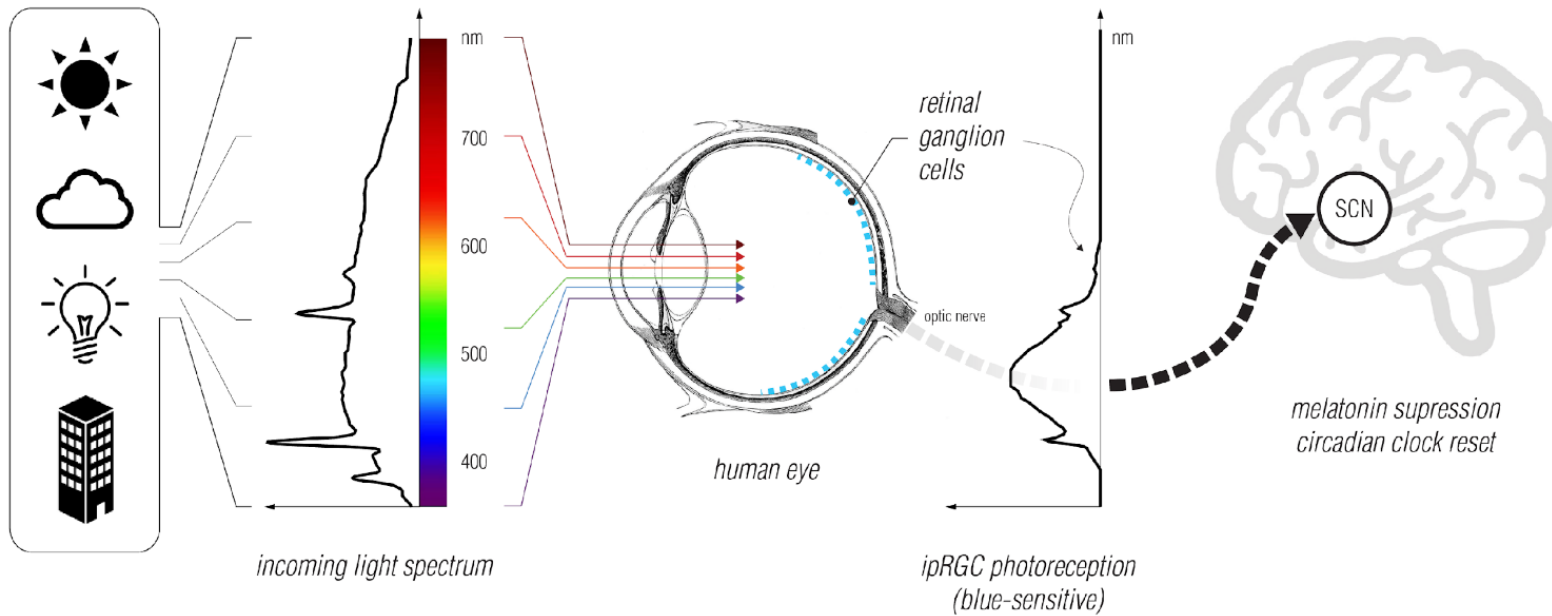 nm
700
600
500
400
incoming light spectrum
human eye
retinal
ganglion
cells
optic nerve
nm
ipRGC photoreception
(blue-sensitive)
SCN
melatonin supression
circadian clock reset